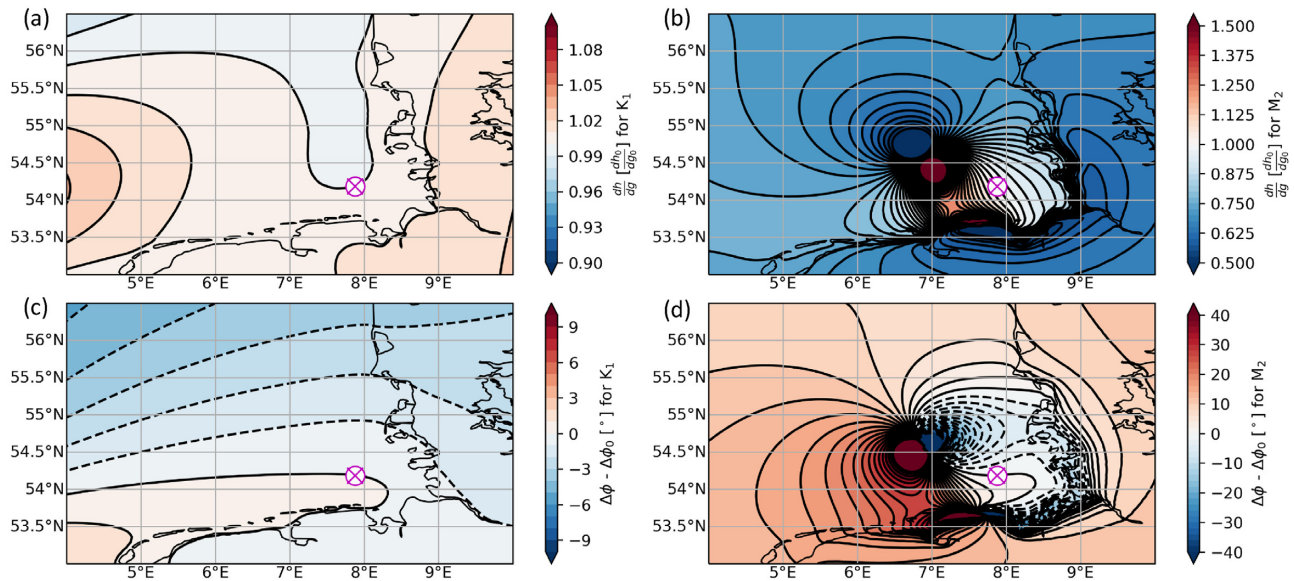 (a)
56°N
55.5°N
55°N
54.5°N
54°N
53.5°N
5°E 6°E 7°E 8°E 9°E
1.08
1.05
1.02
0.99
0.96
0.93
0.90
dh/dg [dh₀/dg₀] for K₁
(b)
56°N
55.5°N
55°N
54.5°N
54°N
53.5°N
5°E 6°E 7°E 8°E 9°E
1.500
1.375
1.250
1.125
1.000
0.875
0.750
0.625
0.500
dh/dg [dh₀/dg₀] for M₂
(c)
56°N
55.5°N
55°N
54.5°N
54°N
53.5°N
5°E 6°E 7°E 8°E 9°E
9
6
3
0
−3
−6
−9
Δϕ - Δϕ₀ [°] for K₁
(d)
56°N
55.5°N
55°N
54.5°N
54°N
53.5°N
5°E 6°E 7°E 8°E 9°E
40
30
20
10
0
−10
−20
−30
−40
Δϕ - Δϕ₀ [°] for M₂